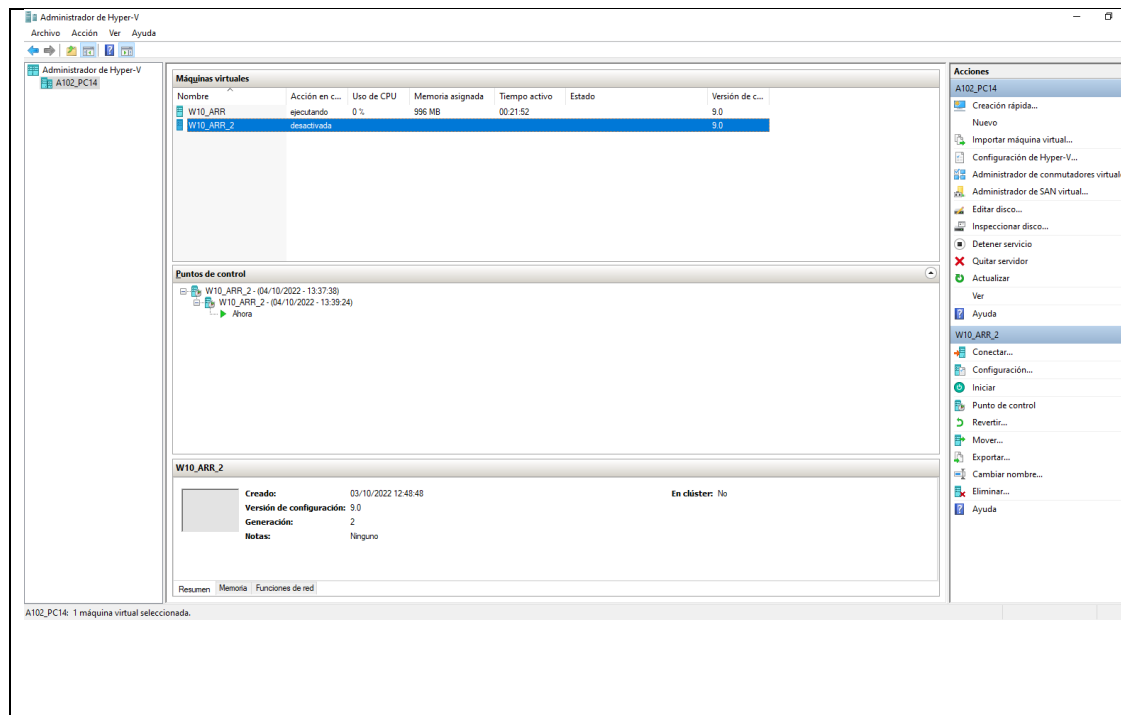 Administrador de Hyper-V
Archivo Acción Ver Ayuda
Administrador de Hyper-V
A102_PC14
Máquinas virtuales
Nombre Acción en c... Uso de CPU Memoria asignada Tiempo activo Estado Versión de c...
W10_ARR ejecutando 0 % 996 MB 00:21:52 9.0
W10_ARR_2 desactivada 9.0
Puntos de control
W10_ARR_2 - (04/10/2022 - 13:37:38)
W10_ARR_2 - (04/10/2022 - 13:39:24)
Ahora
W10_ARR_2
Creado: 03/10/2022 12:48:48 En clúster: No
Versión de configuración: 9.0
Generación: 2
Notas: Ninguno
Resumen Memoria Funciones de red
Acciones
A102_PC14
Creación rápida...
Nuevo
Importar máquina virtual...
Configuración de Hyper-V...
Administrador de conmutadores virtuale
Administrador de SAN virtual...
Editar disco...
Inspeccionar disco...
Detener servicio
Quitar servidor
Actualizar
Ver
Ayuda
W10_ARR_2
Conectar...
Configuración...
Iniciar
Punto de control
Revertir...
Mover...
Exportar...
Cambiar nombre...
Eliminar...
Ayuda
A102_PC14: 1 máquina virtual seleccionada.